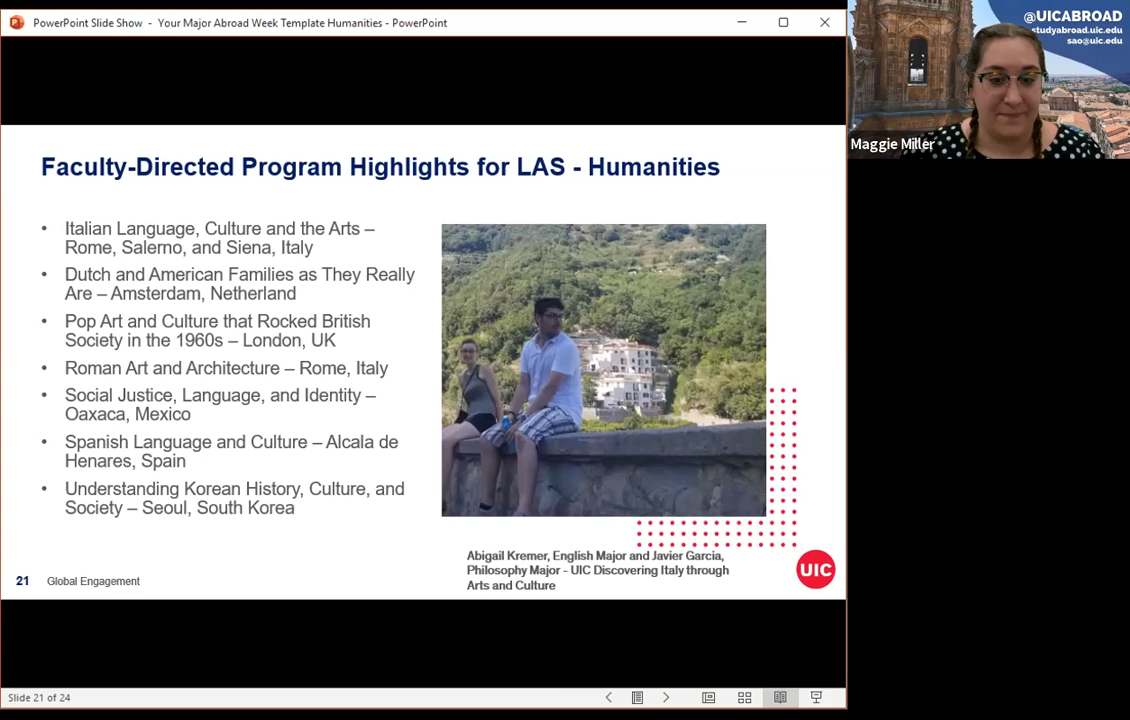 PowerPoint Slide Show - Your Major Abroad Week Template Humanities - PowerPoint
@UICABROAD
studyabroad.uic.edu
sao@uic.edu
Maggie Miller
Faculty-Directed Program Highlights for LAS - Humanities
• Italian Language, Culture and the Arts –
Rome, Salerno, and Siena, Italy
• Dutch and American Families as They Really
Are – Amsterdam, Netherland
• Pop Art and Culture that Rocked British
Society in the 1960s – London, UK
• Roman Art and Architecture – Rome, Italy
• Social Justice, Language, and Identity –
Oaxaca, Mexico
• Spanish Language and Culture – Alcala de
Henares, Spain
• Understanding Korean History, Culture, and
Society – Seoul, South Korea
Abigail Kremer, English Major and Javier Garcia,
Philosophy Major - UIC Discovering Italy through
Arts and Culture
UIC
21 Global Engagement
Slide 21 of 24